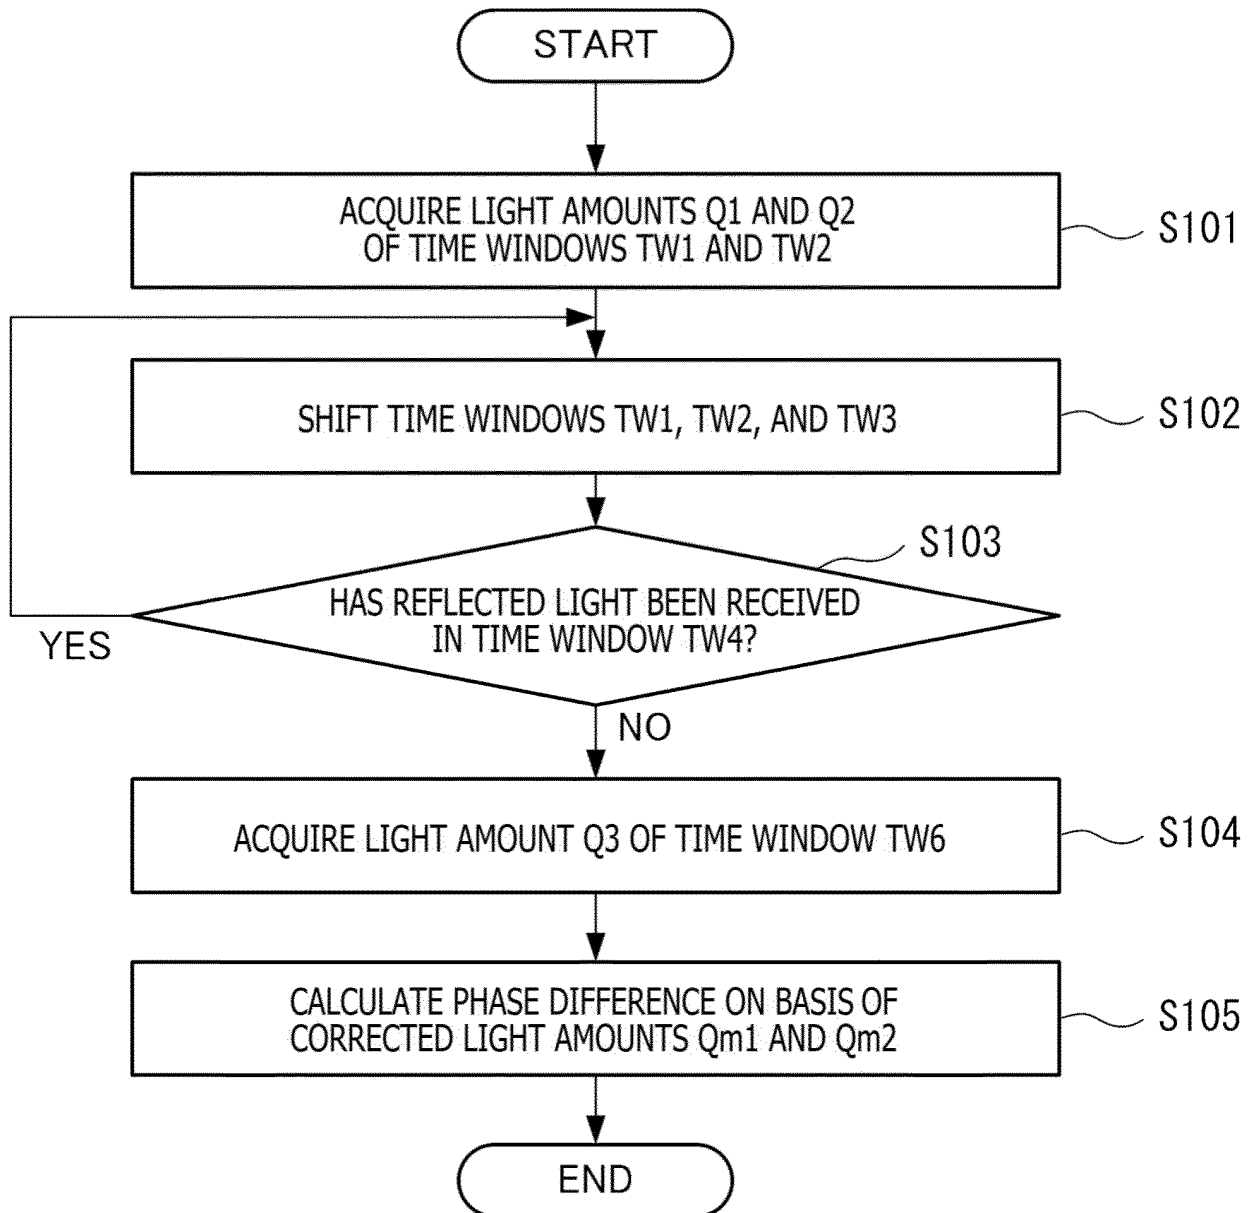 START
ACQUIRE LIGHT AMOUNTS Q1 AND Q2
OF TIME WINDOWS TW1 AND TW2
S101
SHIFT TIME WINDOWS TW1, TW2, AND TW3
S102
S103
HAS REFLECTED LIGHT BEEN RECEIVED
IN TIME WINDOW TW4?
YES
NO
ACQUIRE LIGHT AMOUNT Q3 OF TIME WINDOW TW6
S104
CALCULATE PHASE DIFFERENCE ON BASIS OF
CORRECTED LIGHT AMOUNTS Qm1 AND Qm2
S105
END